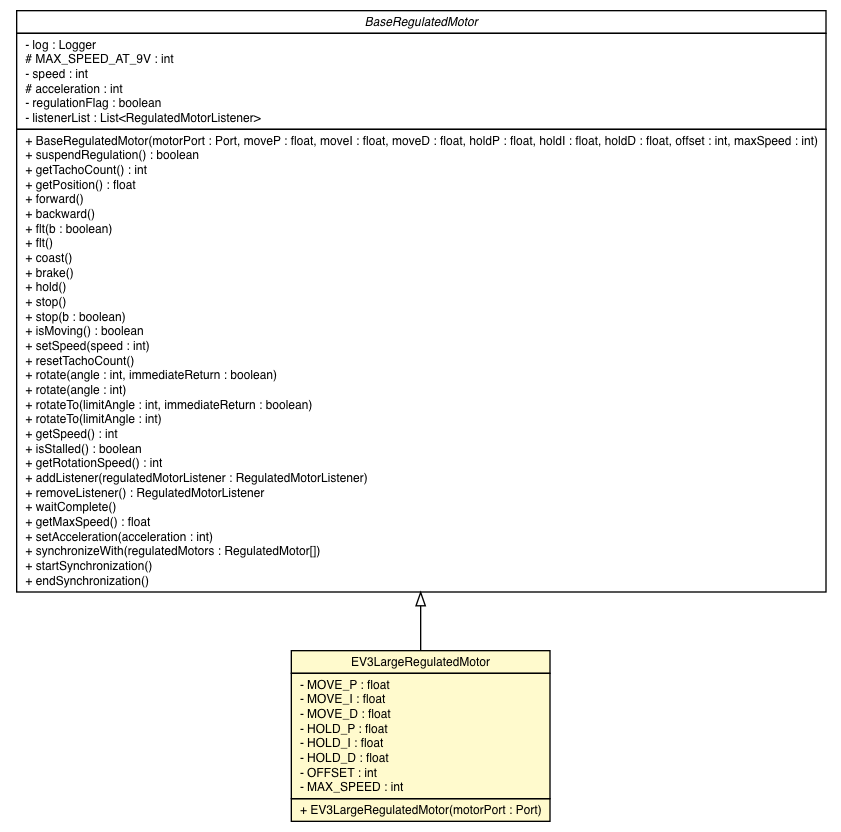 BaseRegulatedMotor
- log : Logger
# MAX_SPEED_AT_9V : int
- speed : int
# acceleration : int
- regulationFlag : boolean
- listenerList : List<RegulatedMotorListener>
+ BaseRegulatedMotor(motorPort : Port, moveP : float, moveI : float, moveD : float, holdP : float, holdI : float, holdD : float, offset : int, maxSpeed : int)
+ suspendRegulation() : boolean
+ getTachoCount() : int
+ getPosition() : float
+ forward()
+ backward()
+ flt(b : boolean)
+ flt()
+ coast()
+ brake()
+ hold()
+ stop()
+ stop(b : boolean)
+ isMoving() : boolean
+ setSpeed(speed : int)
+ resetTachoCount()
+ rotate(angle : int, immediateReturn : boolean)
+ rotate(angle : int)
+ rotateTo(limitAngle : int, immediateReturn : boolean)
+ rotateTo(limitAngle : int)
+ getSpeed() : int
+ isStalled() : boolean
+ getRotationSpeed() : int
+ addListener(regulatedMotorListener : RegulatedMotorListener)
+ removeListener() : RegulatedMotorListener
+ waitComplete()
+ getMaxSpeed() : float
+ setAcceleration(acceleration : int)
+ synchronizeWith(regulatedMotors : RegulatedMotor[])
+ startSynchronization()
+ endSynchronization()
EV3LargeRegulatedMotor
- MOVE_P : float
- MOVE_I : float
- MOVE_D : float
- HOLD_P : float
- HOLD_I : float
- HOLD_D : float
- OFFSET : int
- MAX_SPEED : int
+ EV3LargeRegulatedMotor(motorPort : Port)